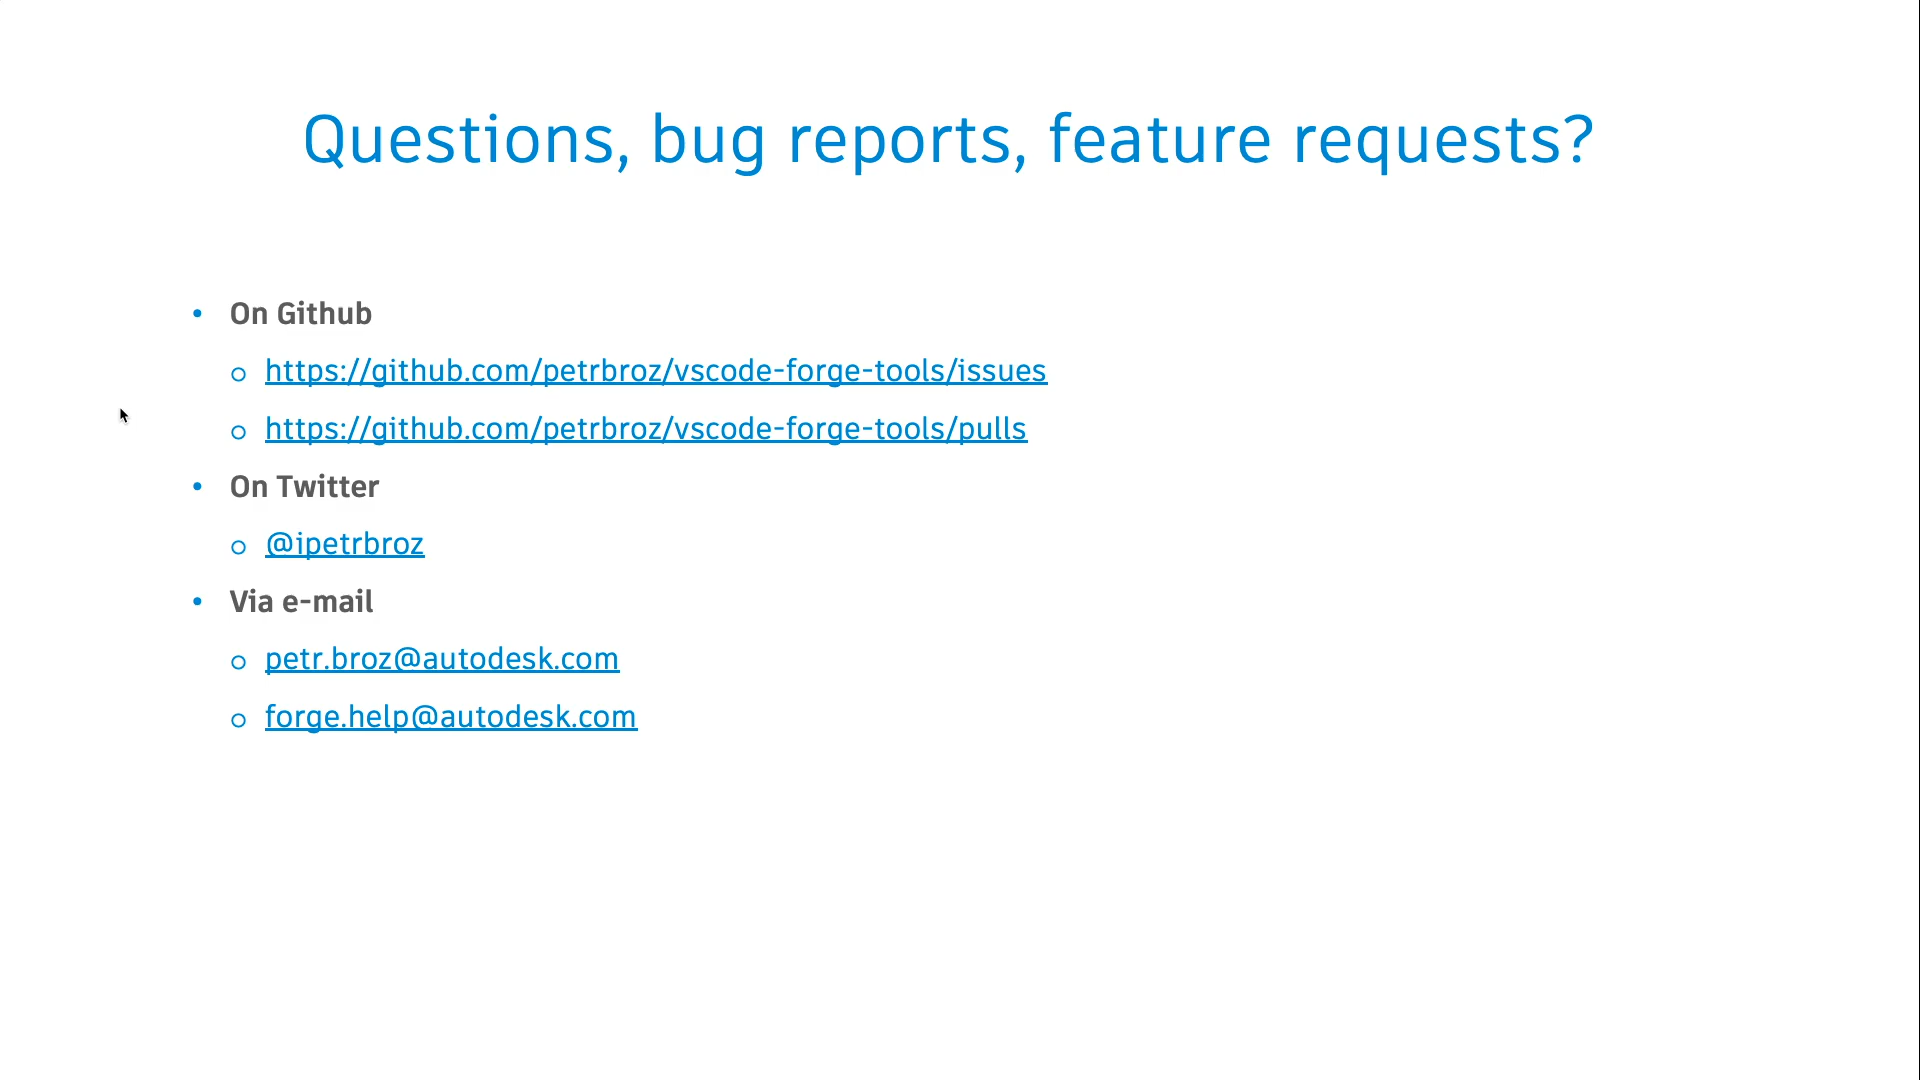 Questions, bug reports, feature requests?
• On Github
○ https://github.com/petrbroz/vscode-forge-tools/issues
○ https://github.com/petrbroz/vscode-forge-tools/pulls
• On Twitter
○ @ipetrbroz
• Via e-mail
○ petr.broz@autodesk.com
○ forge.help@autodesk.com